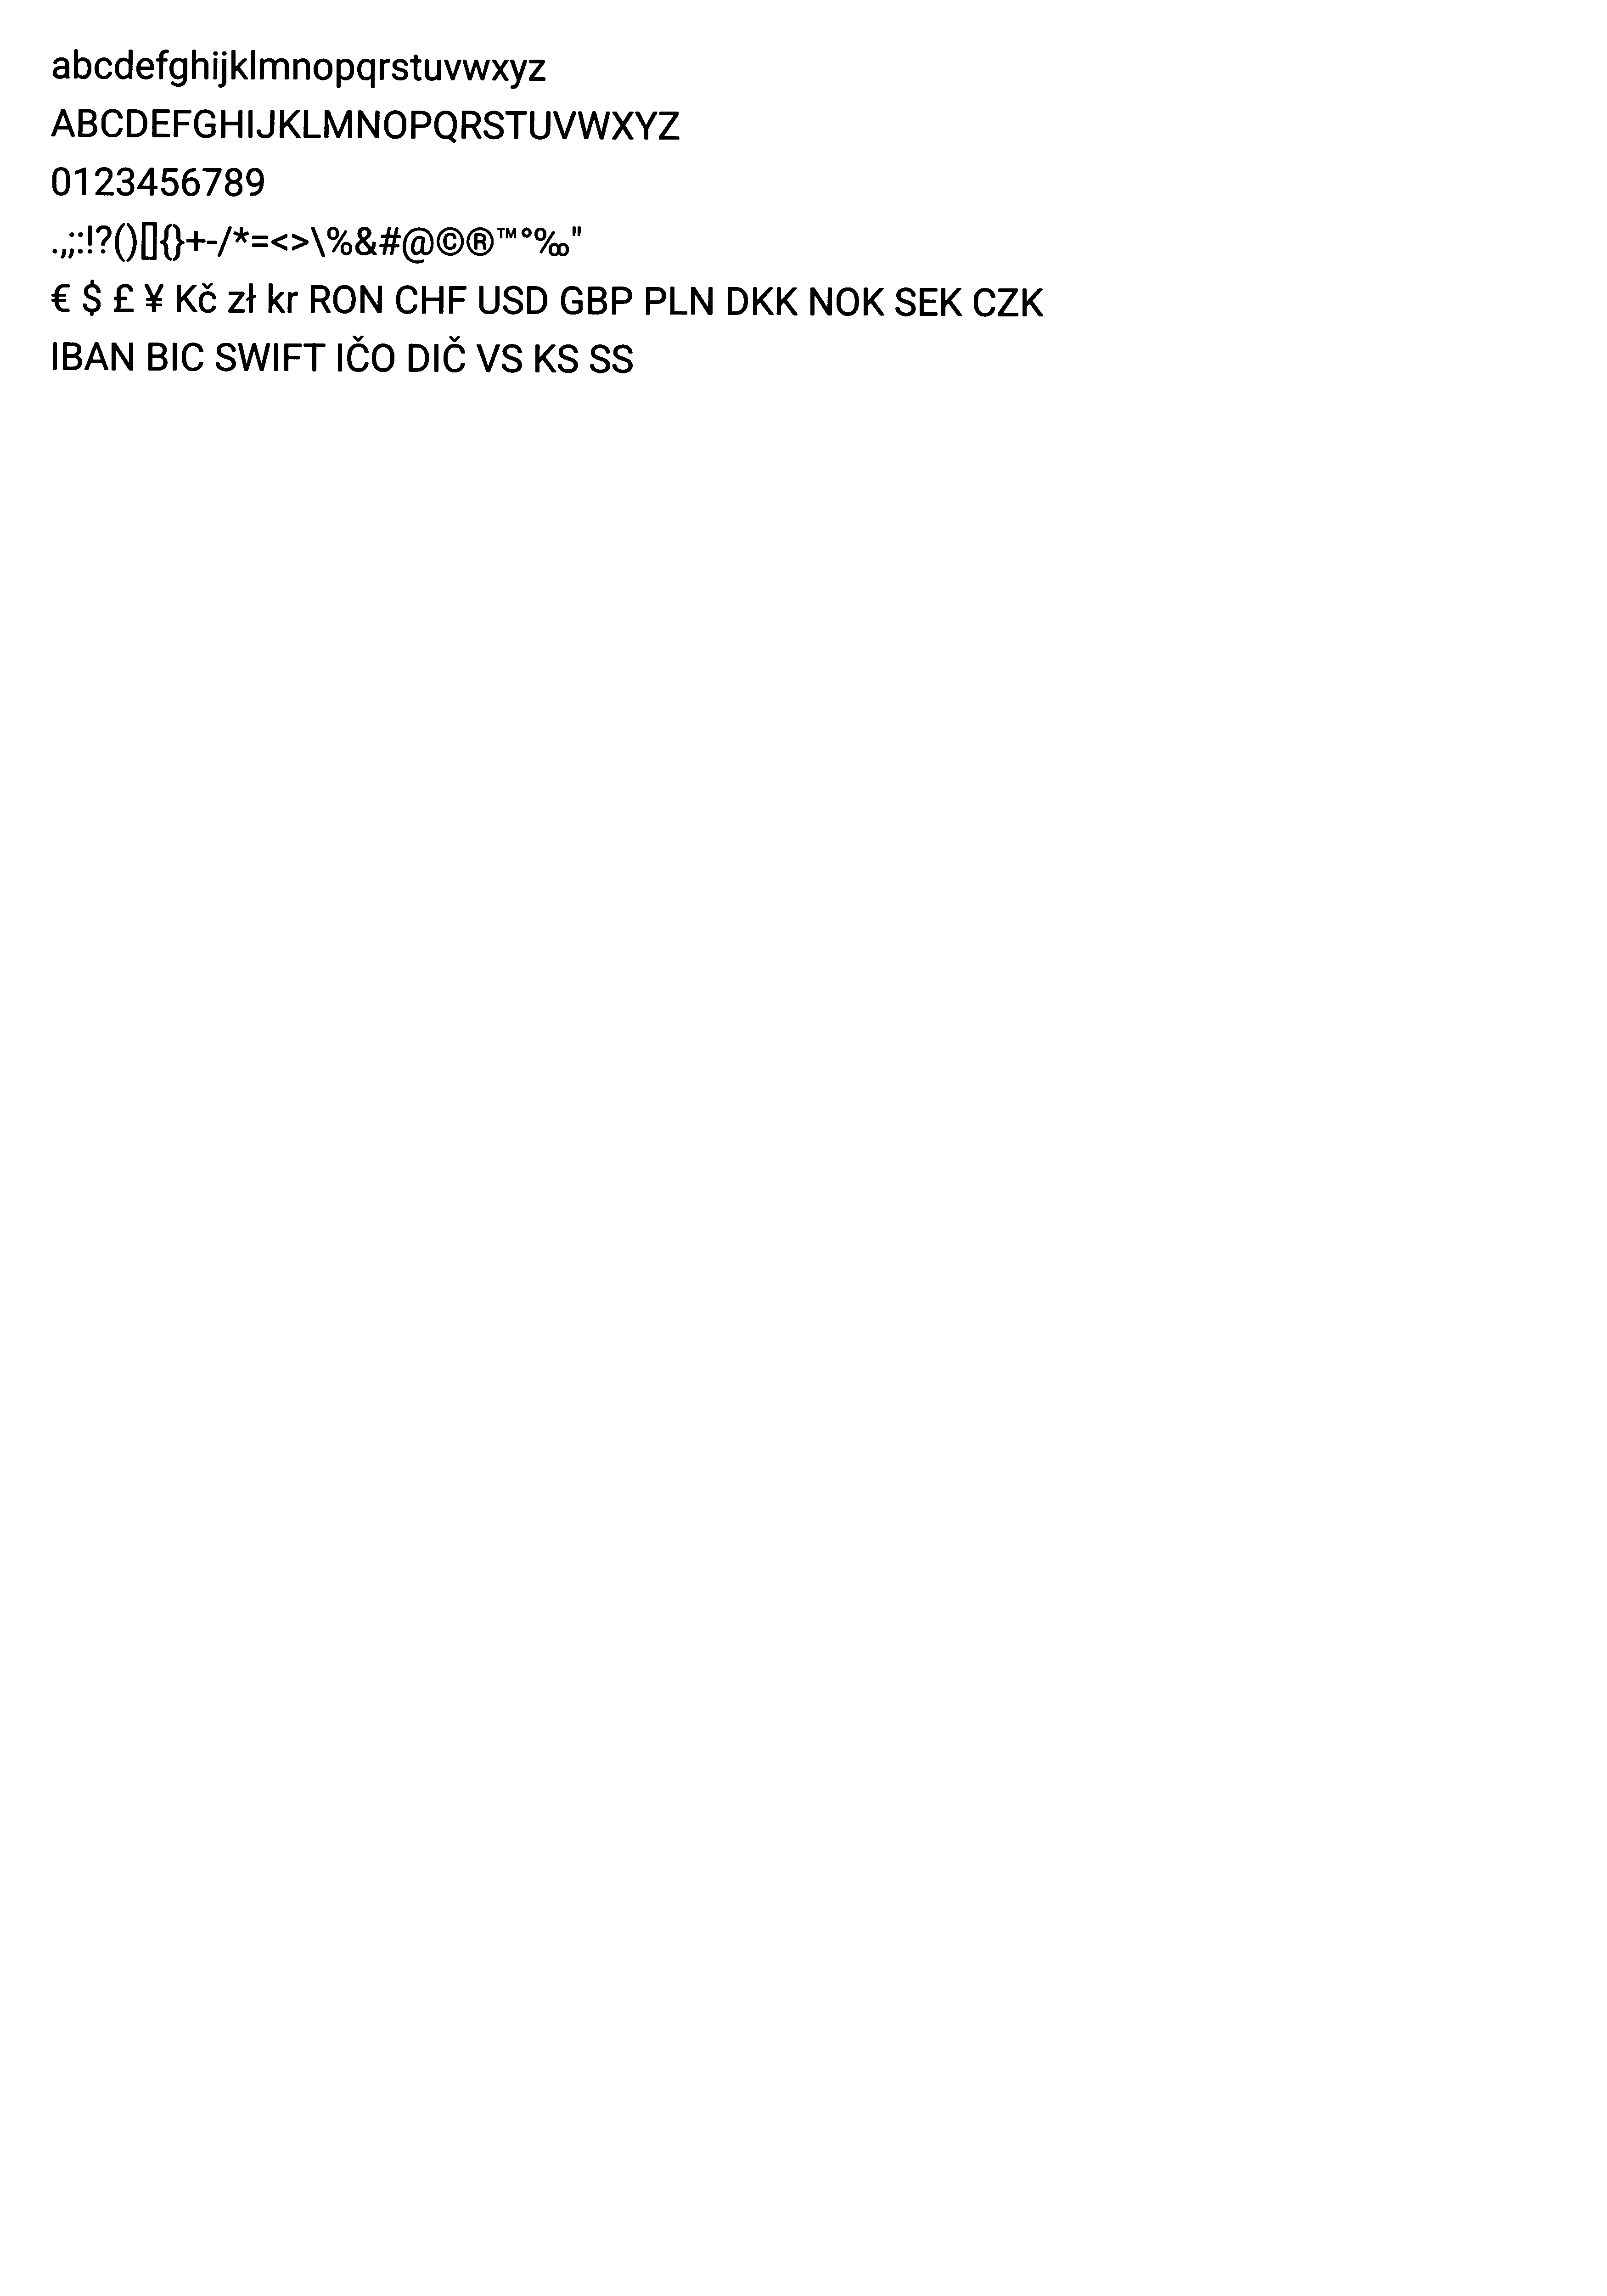 abcdefghijklmnopqrstuvwxyz
ABCDEFGHIJKLMNOPQRSTUVWXYZ
0123456789
.,;:!?()[]{}+-/*=<>\%&#@©®™°‰"
€ $ £ ¥ Kč zł kr RON CHF USD GBP PLN DKK NOK SEK CZK
IBAN BIC SWIFT IČO DIČ VS KS SS